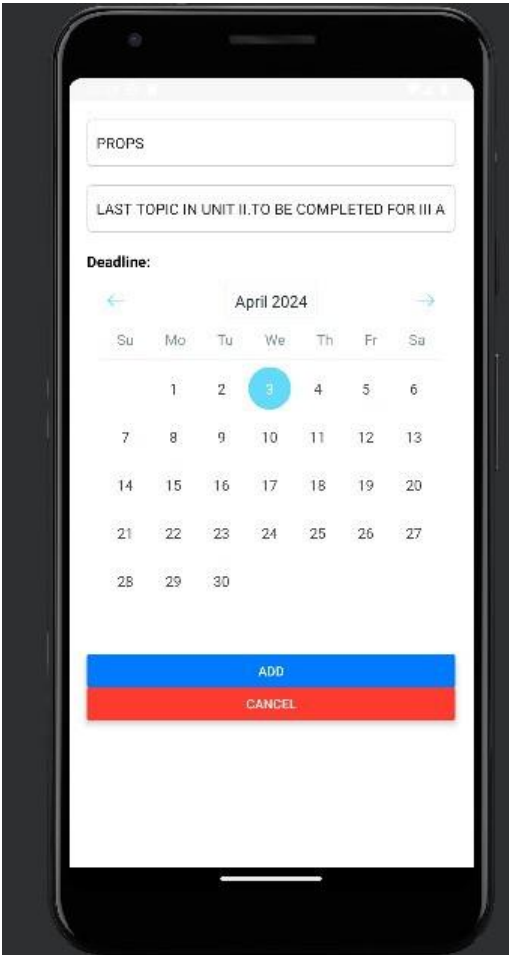 PROPS
LAST TOPIC IN UNIT II.TO BE COMPLETED FOR III A
Deadline:
April 2024
Su Mo Tu We Th Fr Sa
1 2 3 4 5 6
7 8 9 10 11 12 13
14 15 16 17 18 19 20
21 22 23 24 25 26 27
28 29 30
ADD
CANCEL